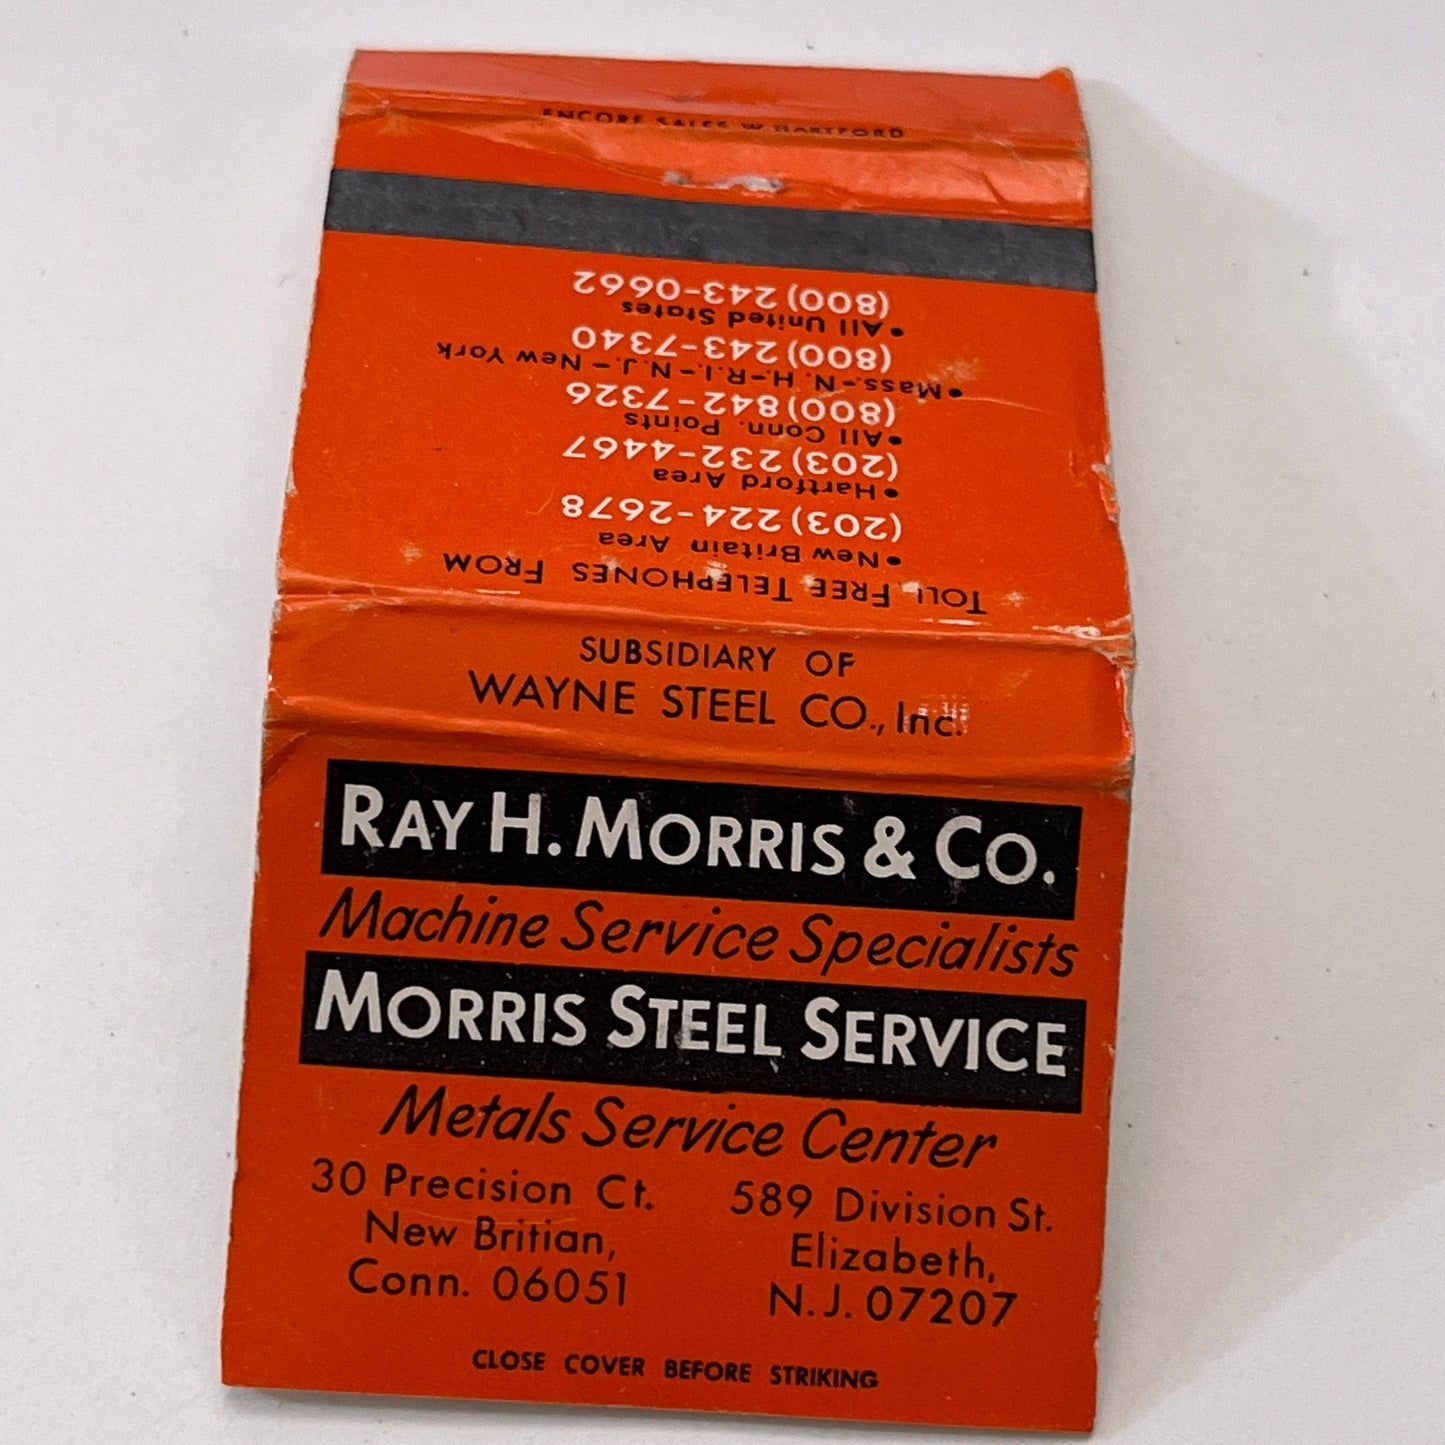 ENCORE SALES W HARTFORD
SUBSIDIARY OF
WAYNE STEEL CO., Inc.
RAY H. MORRIS & CO.
Machine Service Specialists
MORRIS STEEL SERVICE
Metals Service Center
30 Precision Ct.
New Britian,
Conn. 06051
589 Division St.
Elizabeth,
N.J. 07207
CLOSE COVER BEFORE STRIKING
TOLL FREE TELEPHONES FROM
• New Britain Area
(203) 224-2678
• Hartford Area
(203) 232-4467
• All Conn. Points
(800) 842-7326
• Mass.-N.H.-R.I.-N.J.-New York
(800) 243-7340
• All United States
(800) 243-0662